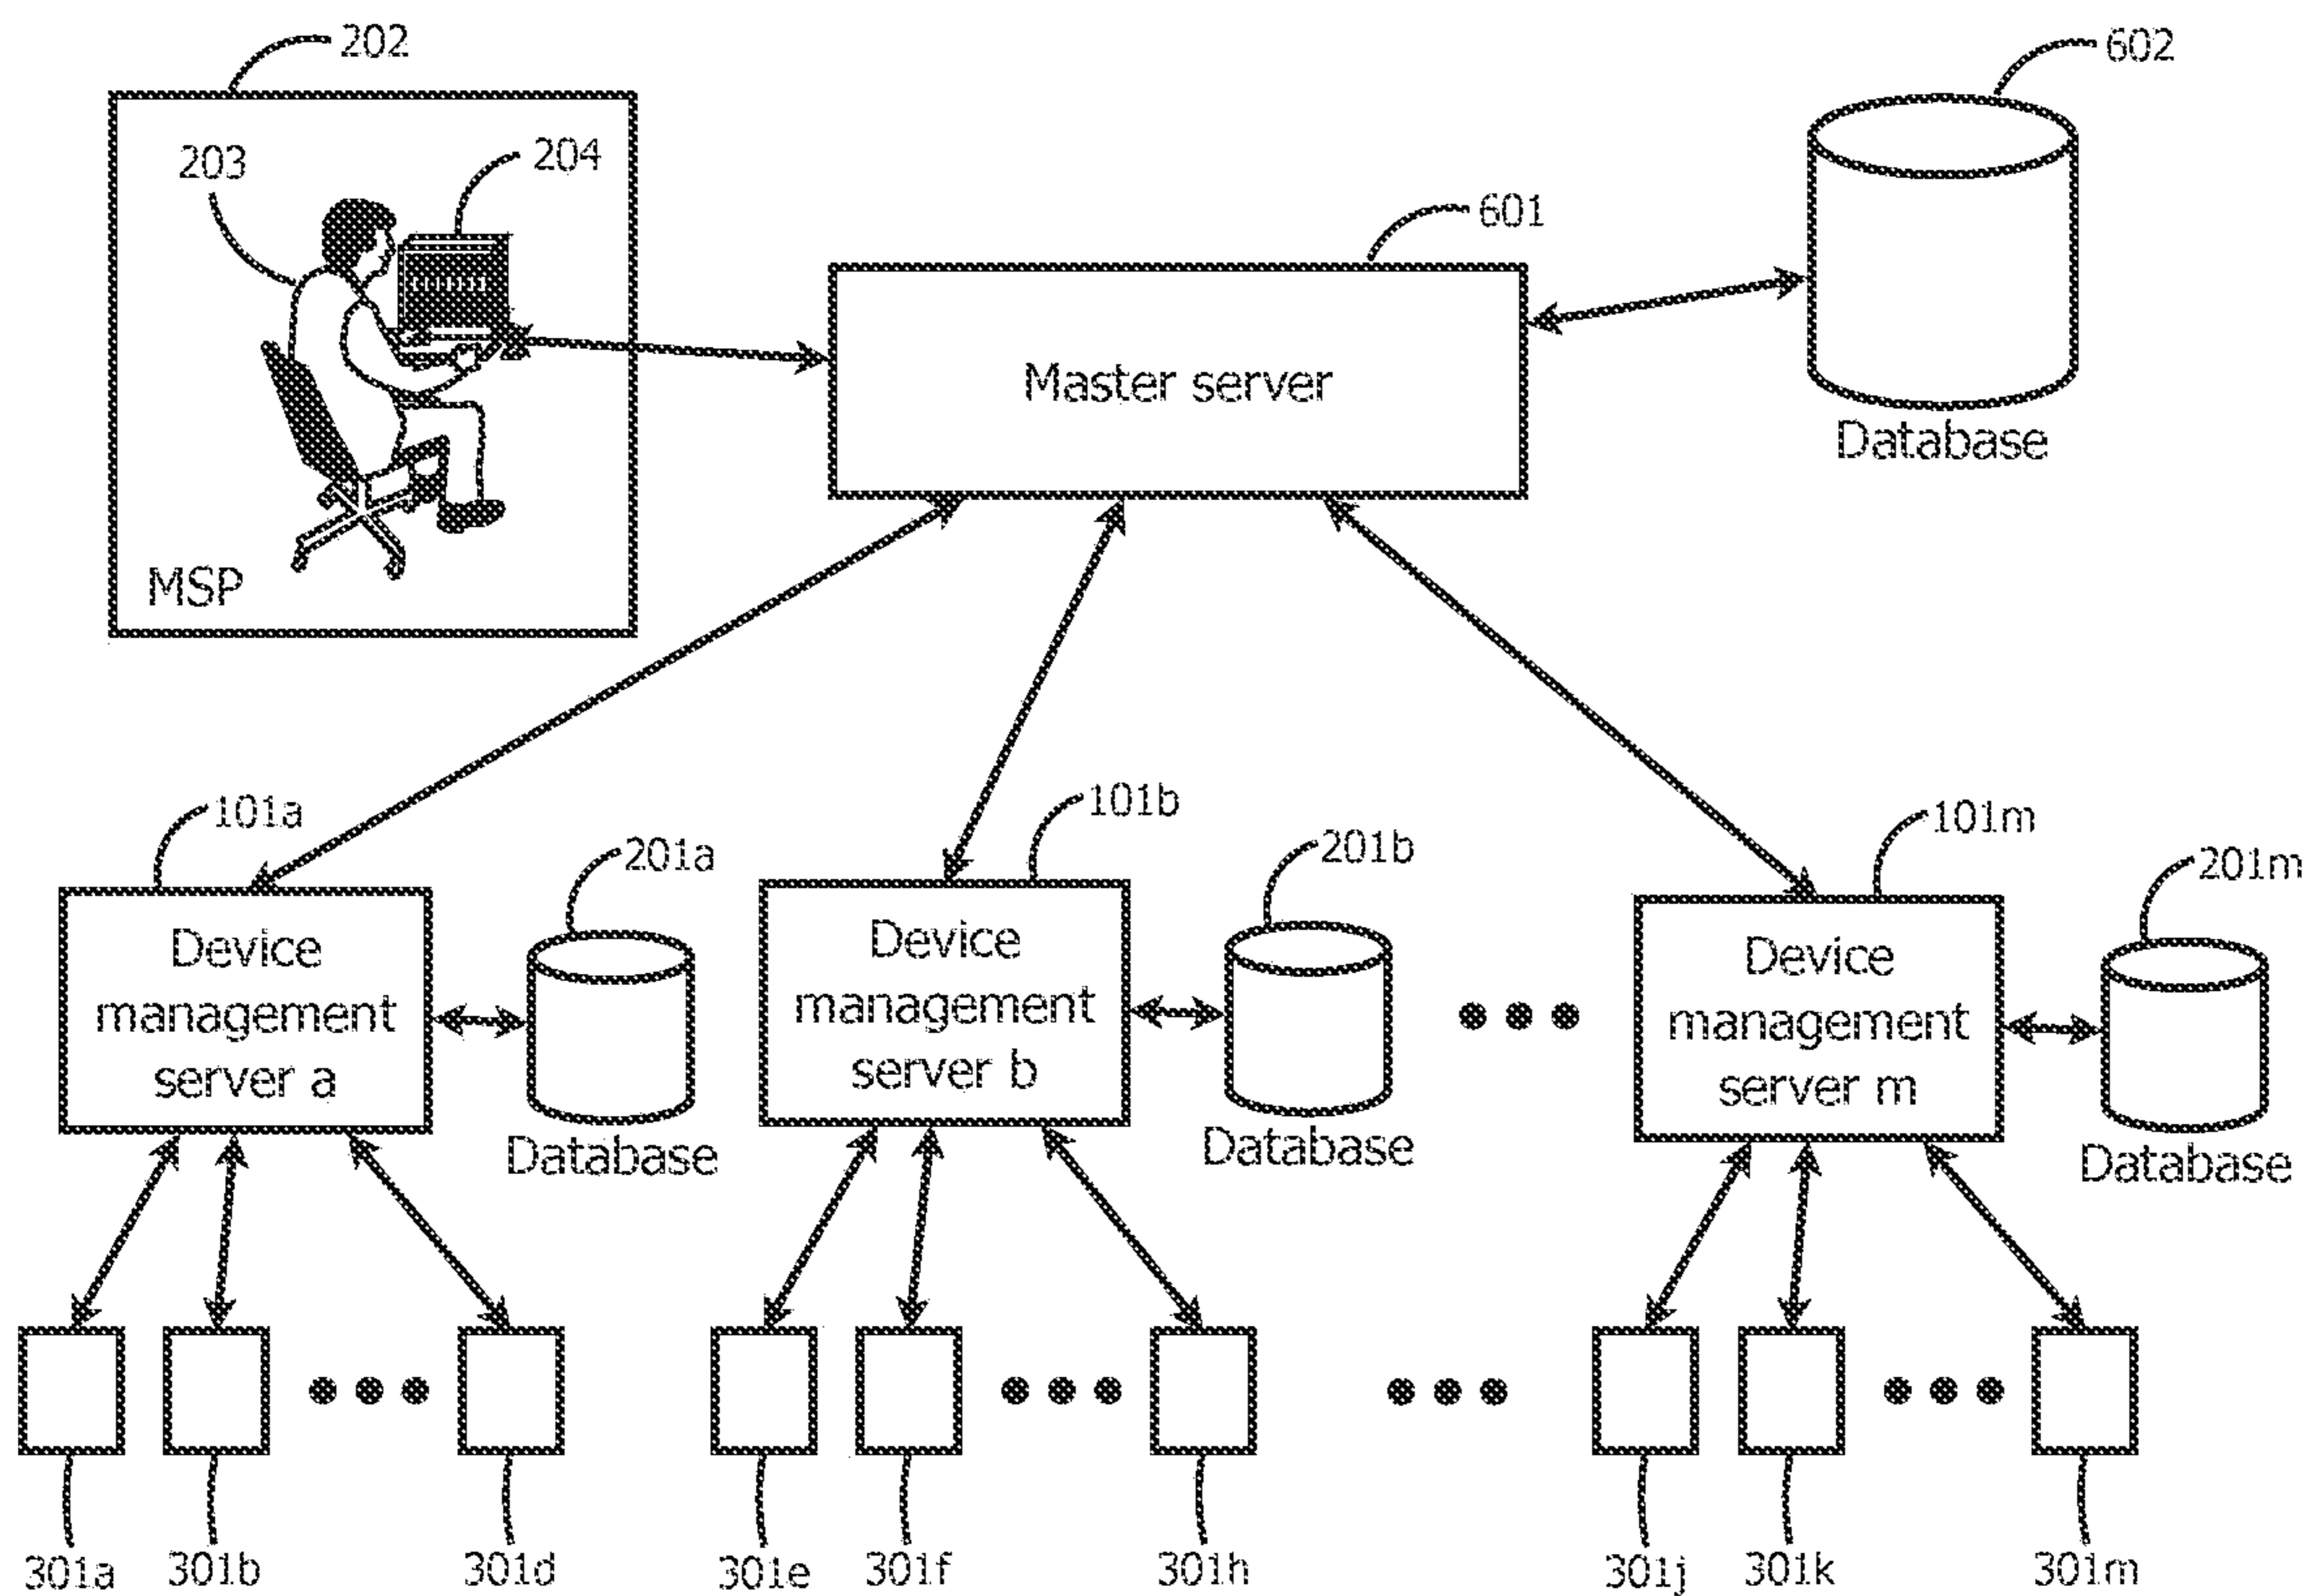 202
602
203
204
601
Master server
Database
MSP
101a
201a
101b
201b
101m
201m
Device
management
server a
Database
Device
management
server b
Database
Device
management
server m
Database
301a
301b
301d
301e
301f
301h
301j
301k
301m